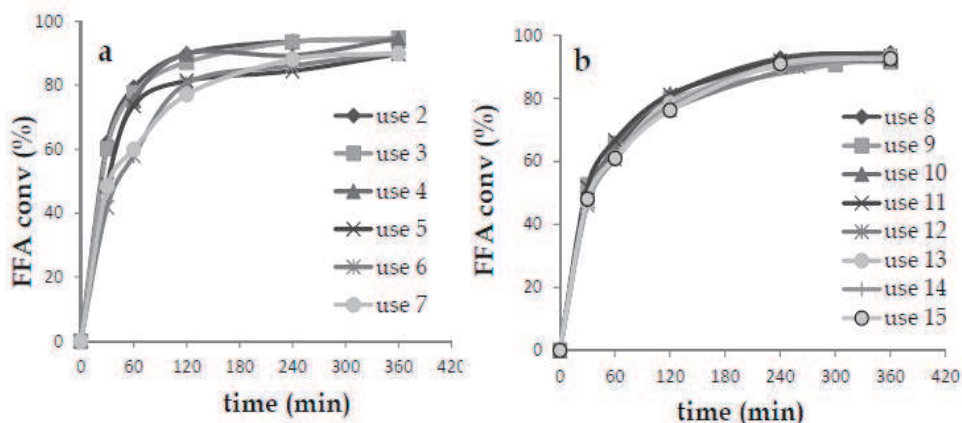 a
FFA conv (%)
100
80
60
40
20
0
0 60 120 180 240 300 360 420
time (min)
use 2
use 3
use 4
use 5
use 6
use 7
b
FFA conv (%)
100
80
60
40
20
0
0 60 120 180 240 300 360 420
time (min)
use 8
use 9
use 10
use 11
use 12
use 13
use 14
use 15